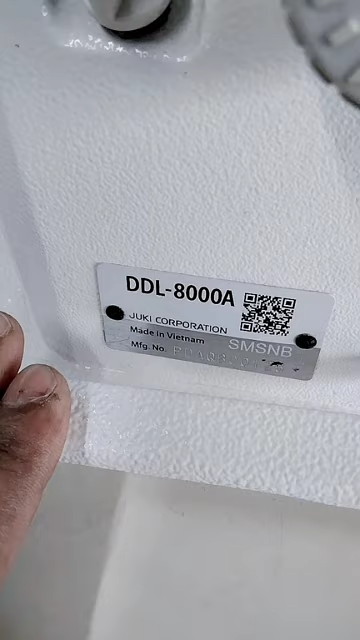 DDL-8000A
JUKI CORPORATION
Made in Vietnam
SMSNB
Mfg. No.